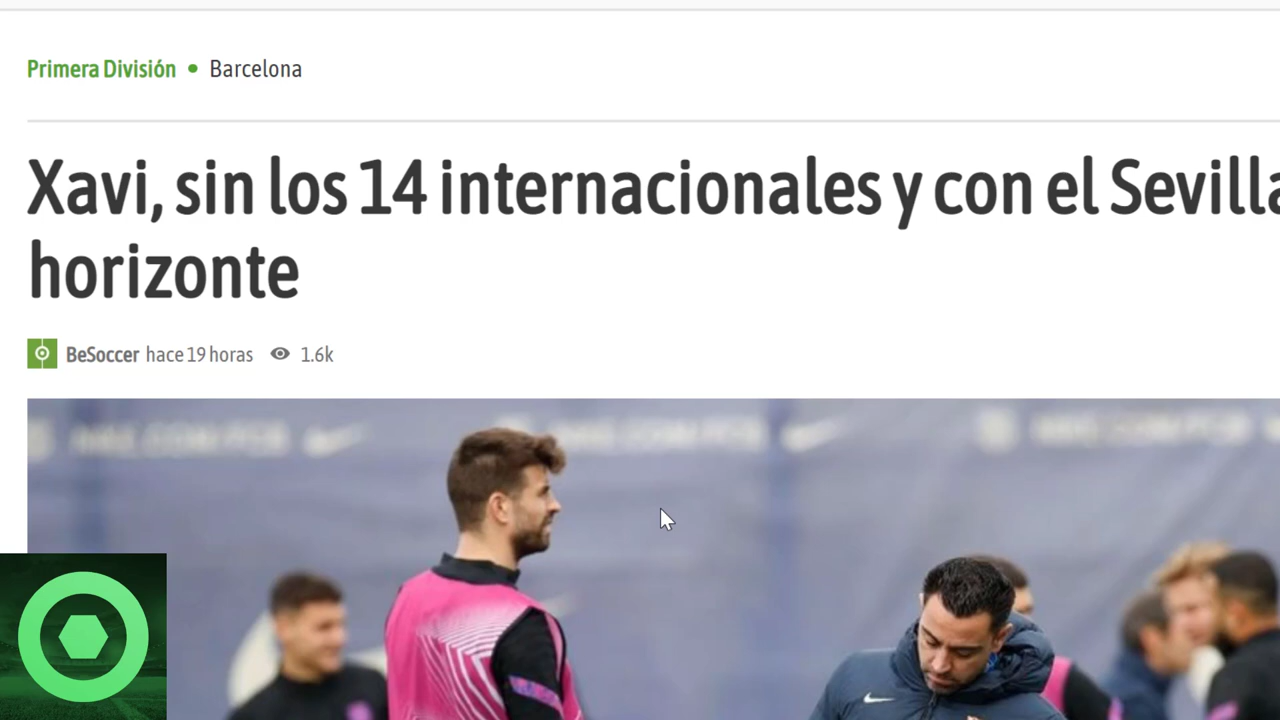 Primera División • Barcelona
Xavi, sin los 14 internacionales y con el Sevilla
horizonte
BeSoccer hace 19 horas 1.6k